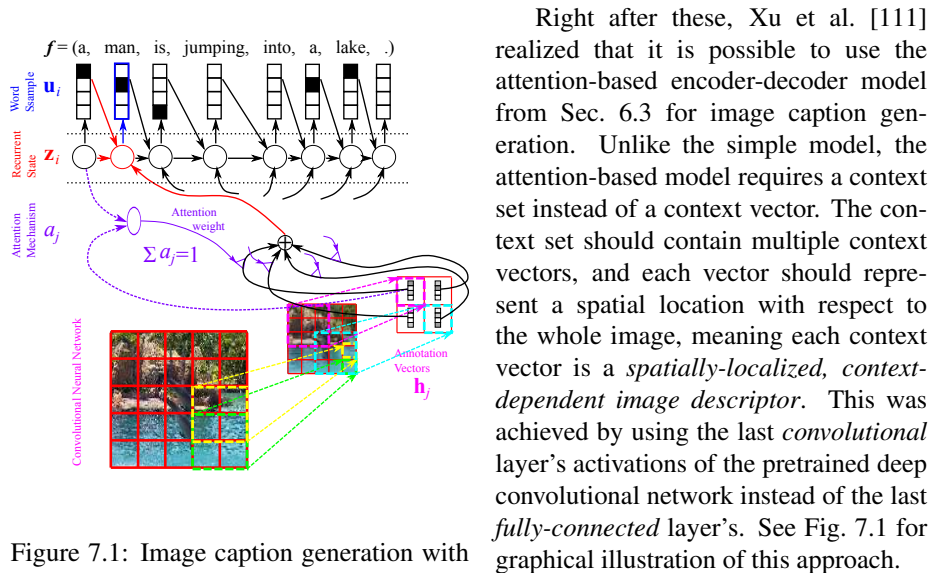 f = (a, man, is, jumping, into, a, lake, .)
Word
Ssample
u_i
Recurrent
State
z_i
Attention
Mechanism
a_j
Attention
weight
∑ a_j=1
Annotation
Vectors
h_j
Convolutional Neural Network
Figure 7.1: Image caption generation with
Right after these, Xu et al. [111]
realized that it is possible to use the
attention-based encoder-decoder model
from Sec. 6.3 for image caption gen-
eration. Unlike the simple model, the
attention-based model requires a context
set instead of a context vector. The con-
text set should contain multiple context
vectors, and each vector should repre-
sent a spatial location with respect to
the whole image, meaning each context
vector is a spatially-localized, context-
dependent image descriptor. This was
achieved by using the last convolutional
layer's activations of the pretrained deep
convolutional network instead of the last
fully-connected layer's. See Fig. 7.1 for
graphical illustration of this approach.